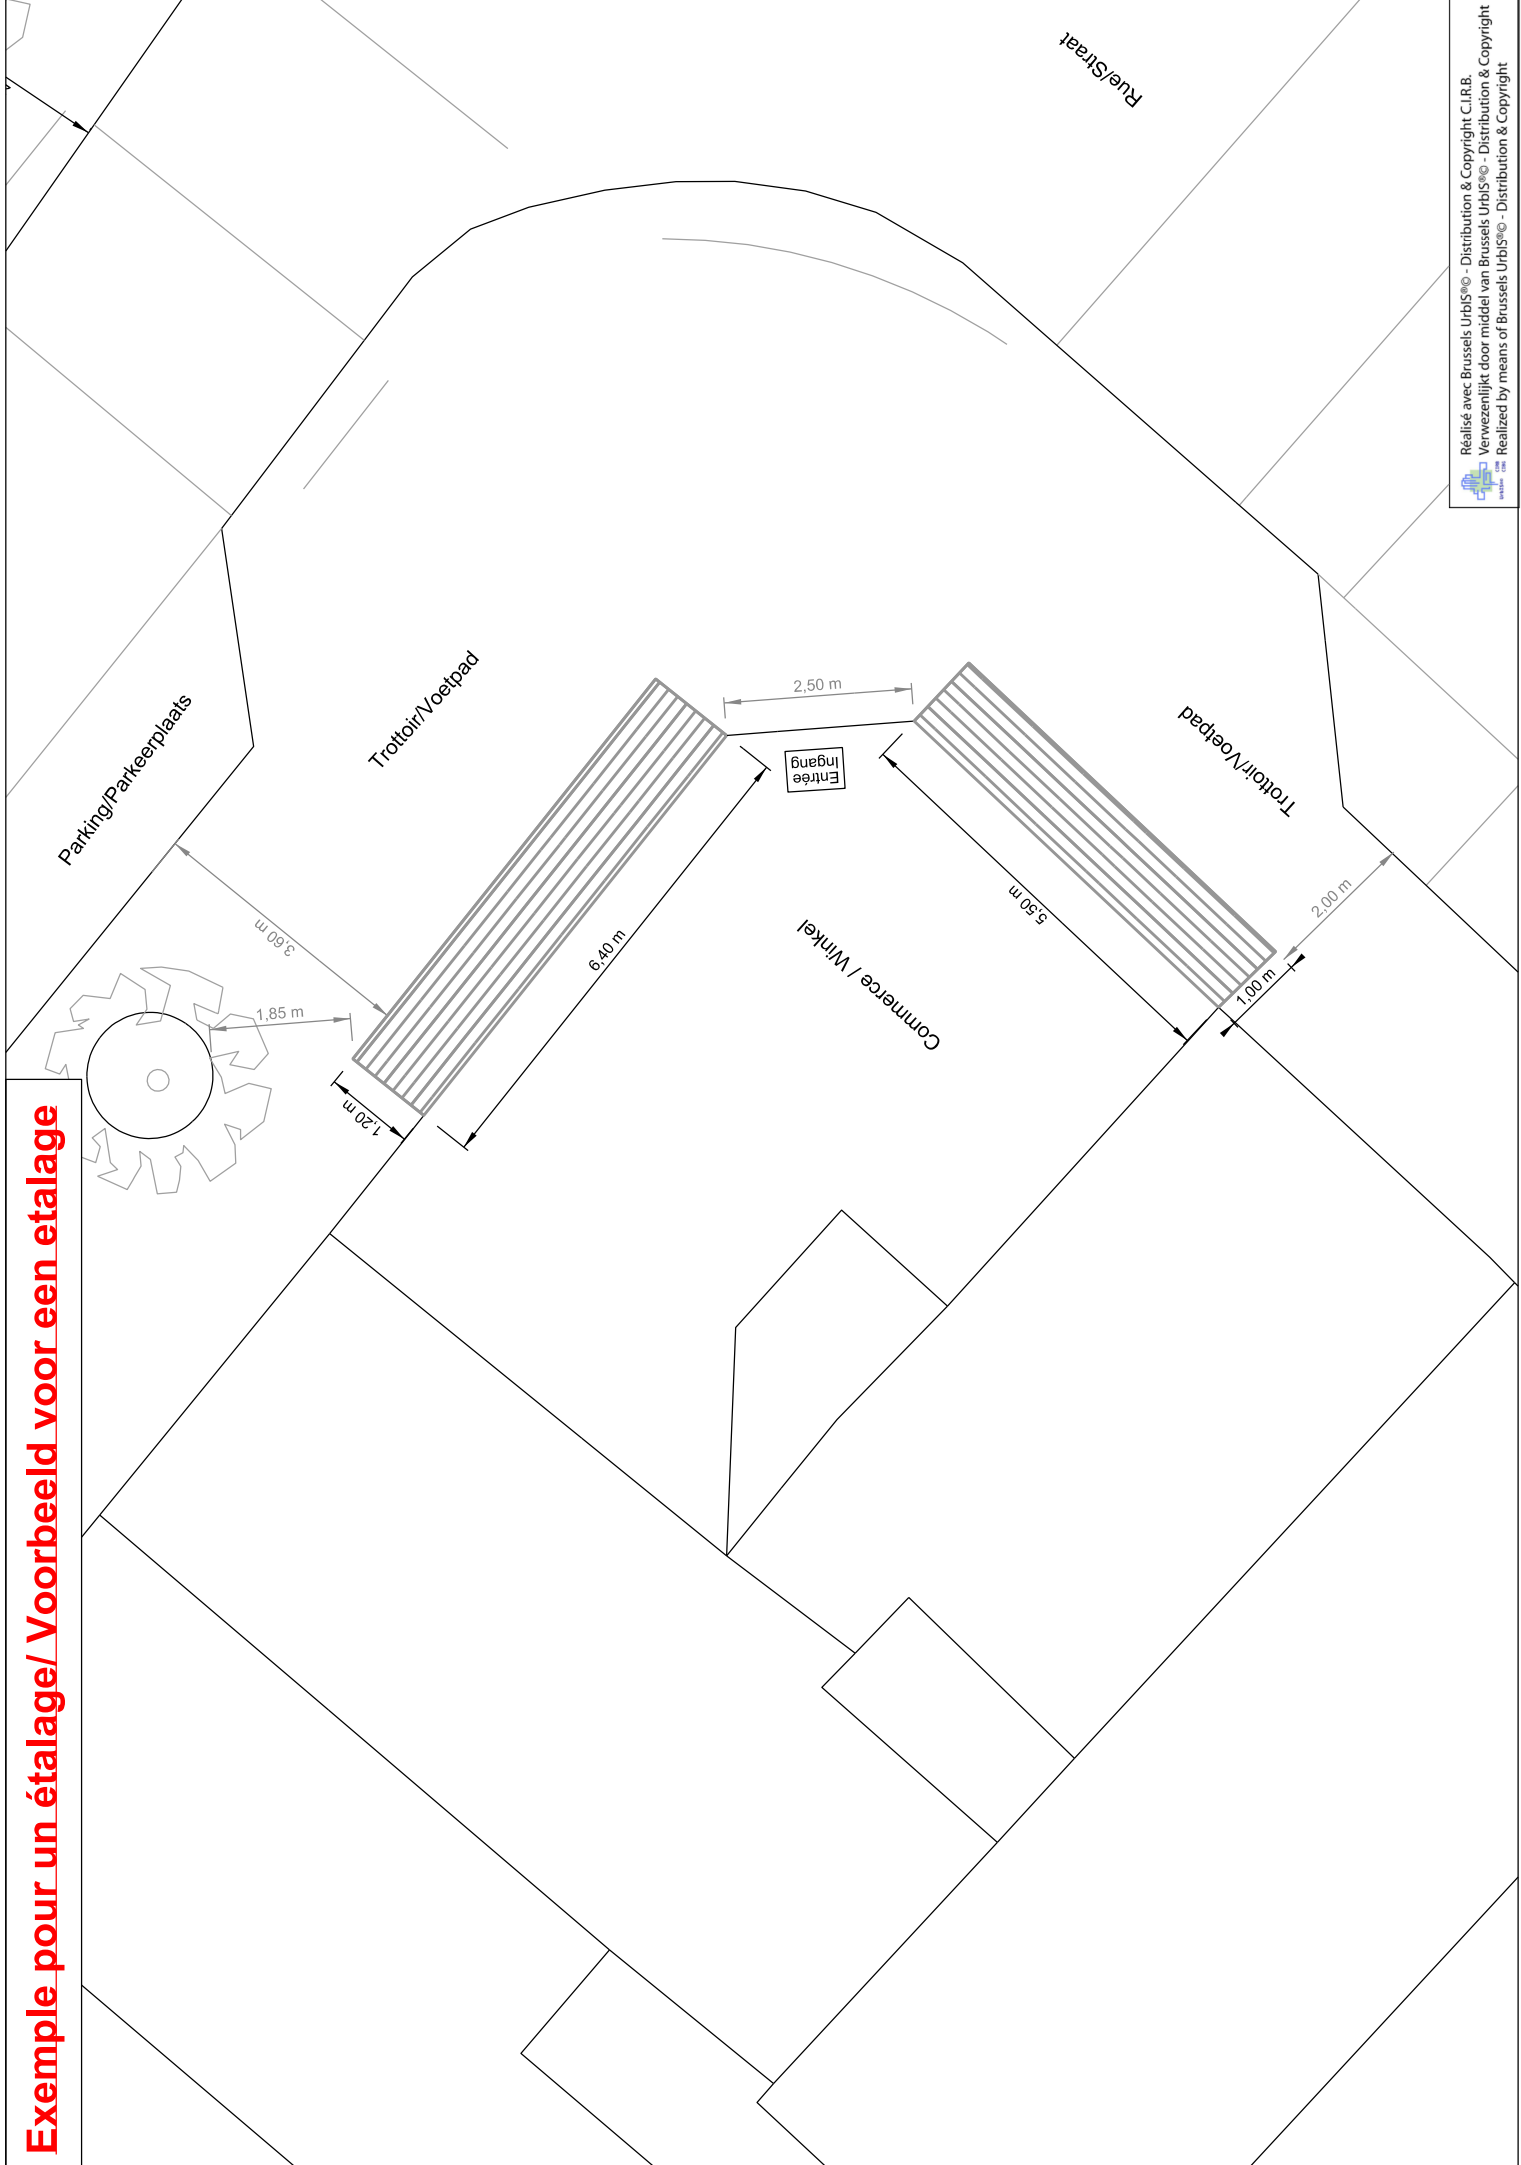 Exemple pour un étalage/ Voorbeeld voor een etalage
Parking/Parkeerplaats
Trottoir/Voetpad
Rue/Straat
3,60 m
1,85 m
1,20 m
6,40 m
2,50 m
Entrée
Ingang
Commerce / Winkel
5,50 m
Trottoir/Voetpad
1,00 m
2,00 m
Réalisé avec Brussels UrbIS®© - Distribution & Copyright C.I.R.B.
Verwezenlijkt door middel van Brussels UrbIS®© - Distribution & Copyright
Realized by means of Brussels UrbIS®© - Distribution & Copyright